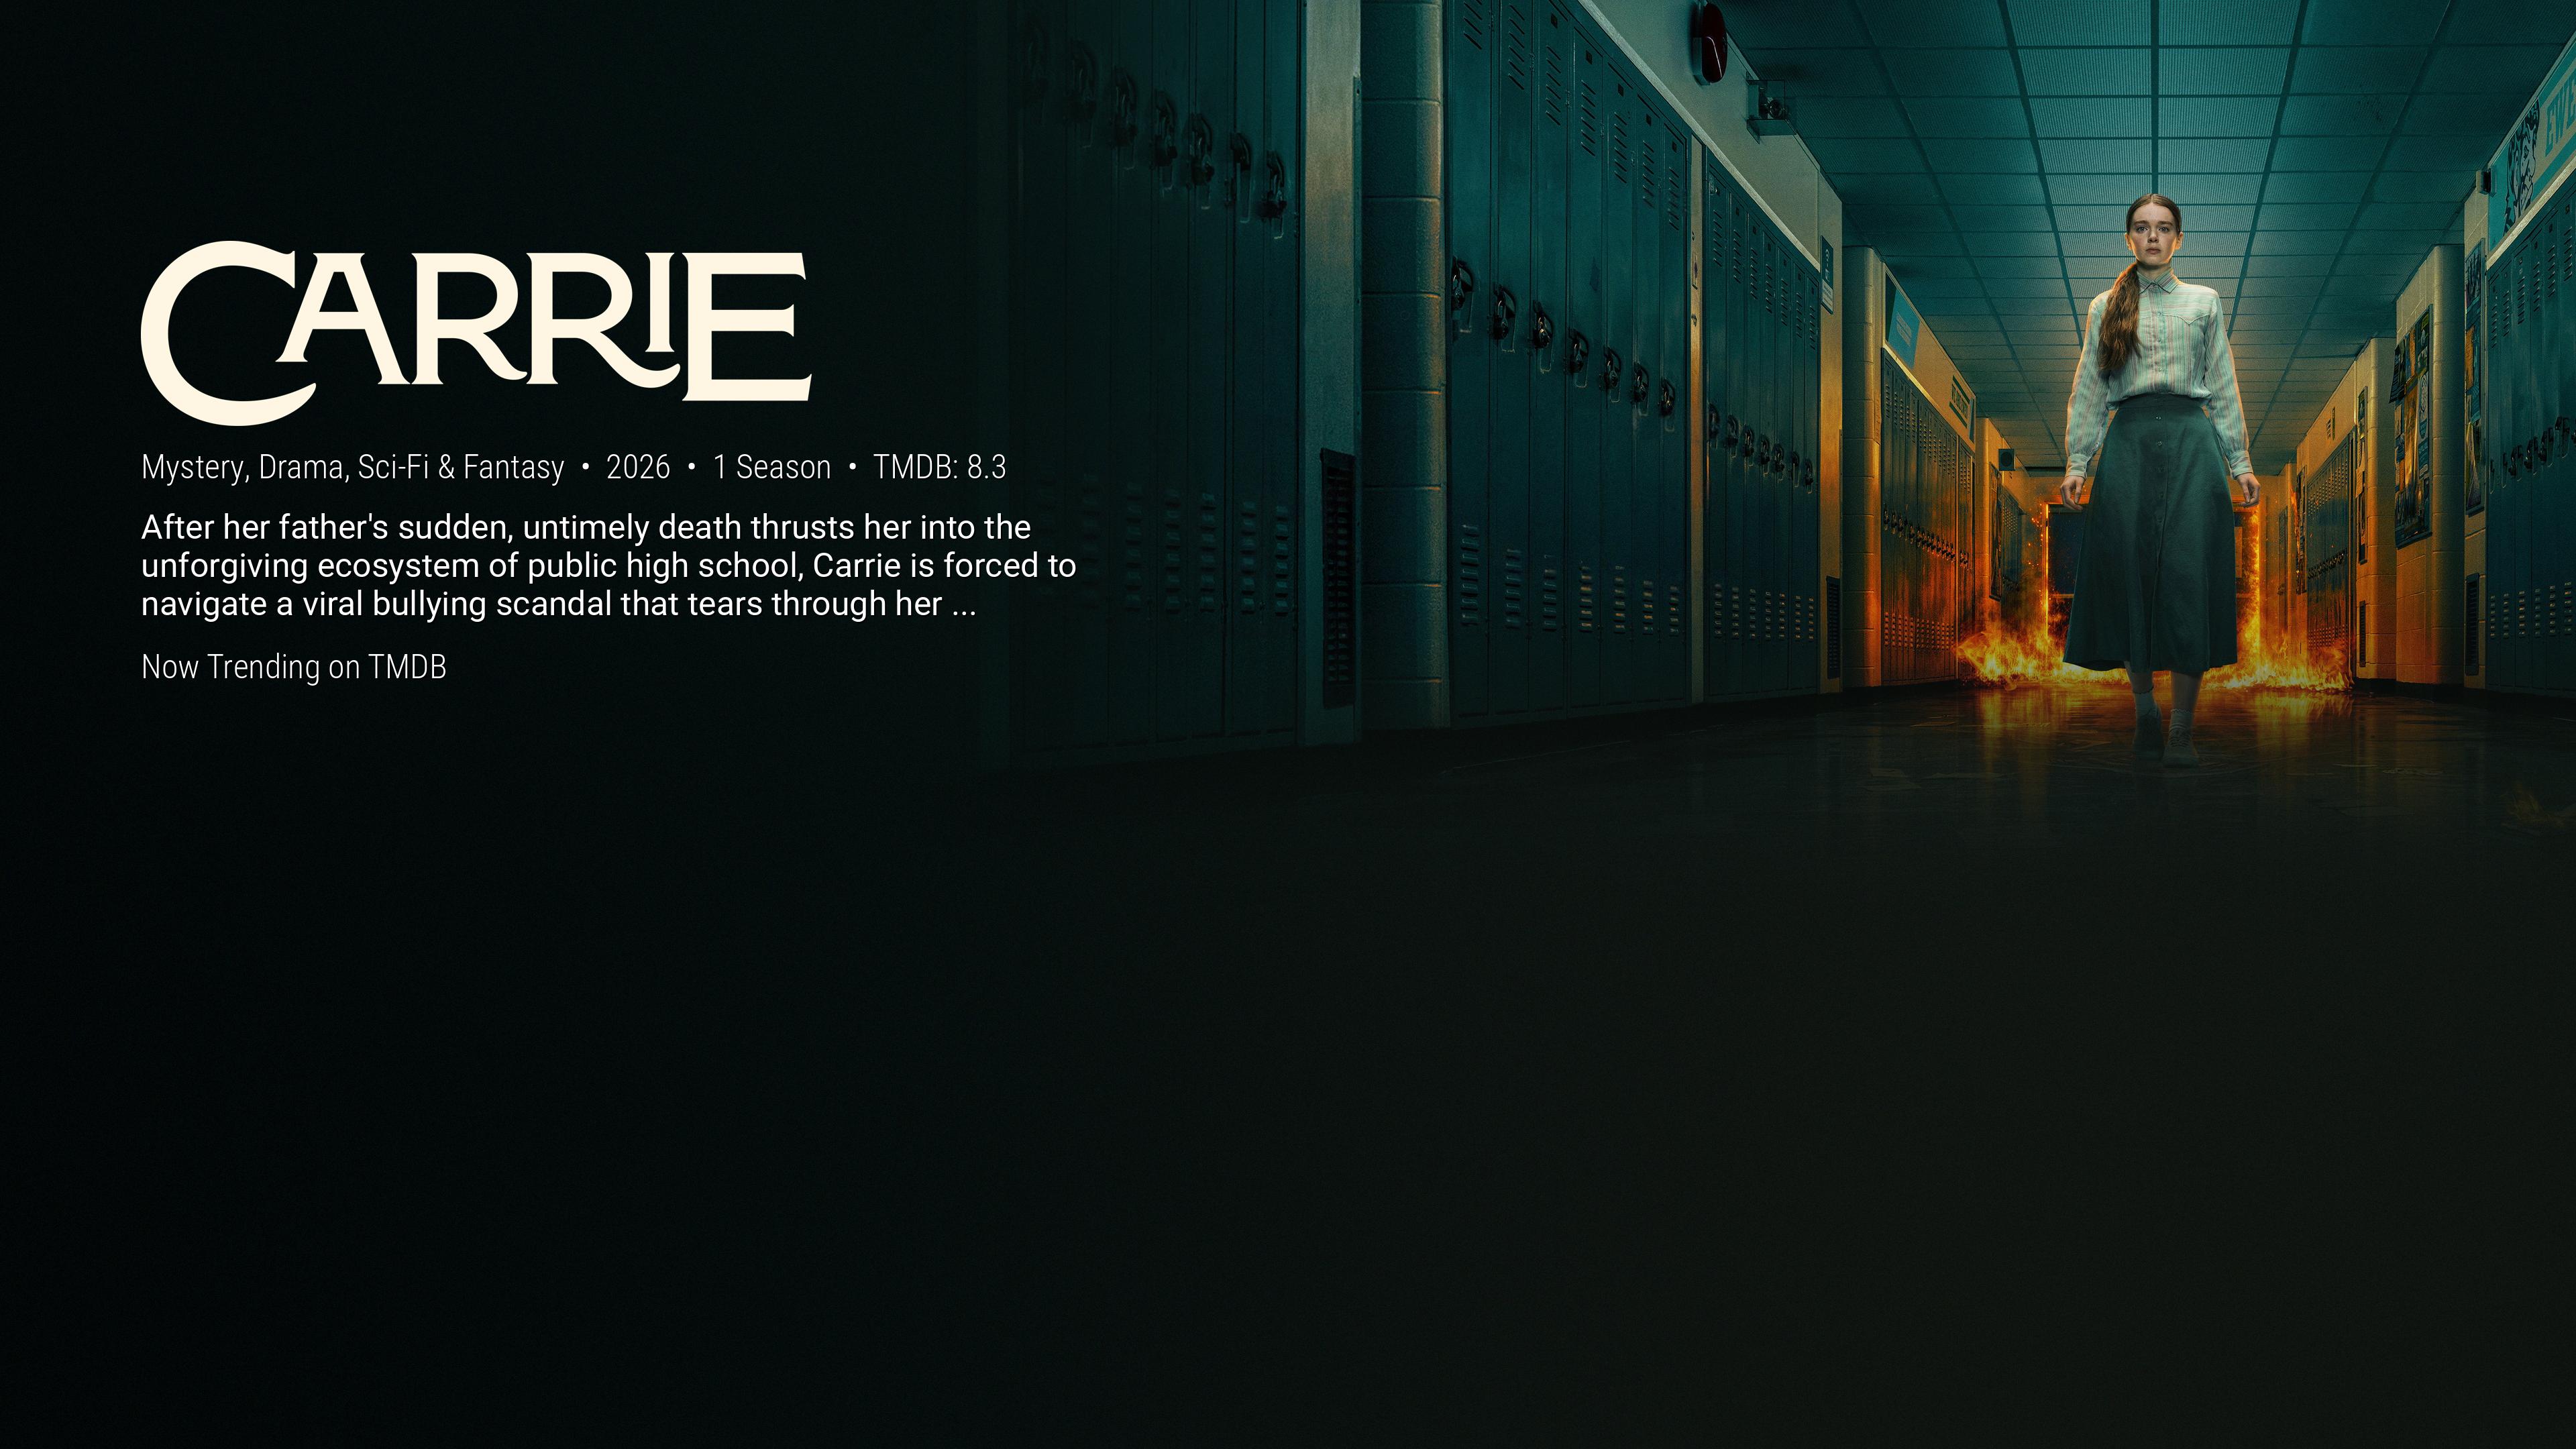 CARRIE
Mystery, Drama, Sci-Fi & Fantasy • 2026 • 1 Season • TMDB: 8.3
After her father's sudden, untimely death thrusts her into the
unforgiving ecosystem of public high school, Carrie is forced to
navigate a viral bullying scandal that tears through her ...
Now Trending on TMDB